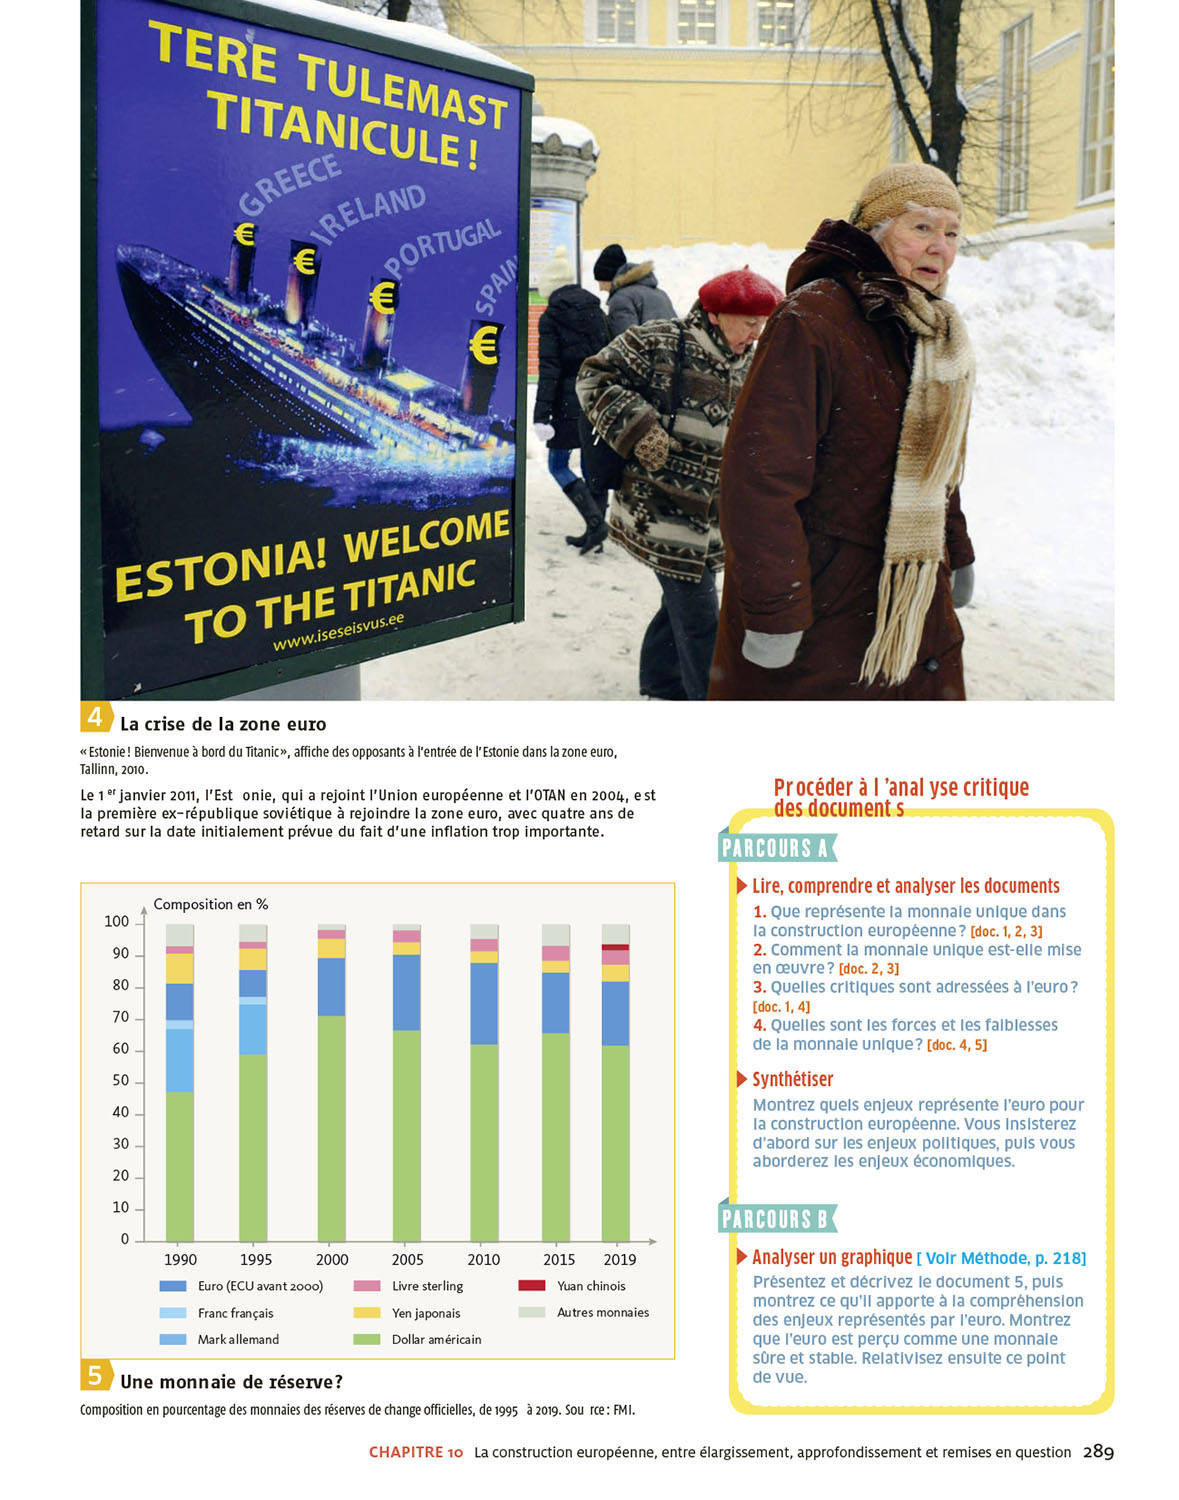 TERE TULEMAST
TITANICULE !
GREECE
IRELAND
PORTUGAL
SPAIN
€
€
€
€
ESTONIA! WELCOME
TO THE TITANIC
www.iseseisvus.ee
4 La crise de la zone euro
« Estonie ! Bienvenue à bord du Titanic », affiche des opposants à l'entrée de l'Estonie dans la zone euro,
Tallinn, 2010.
Le 1er janvier 2011, l'Est onie, qui a rejoint l'Union européenne et l'OTAN en 2004, e st
la première ex-république soviétique à rejoindre la zone euro, avec quatre ans de
retard sur la date initialement prévue du fait d'une inflation trop importante.
Composition en %
100
90
80
70
60
50
40
30
20
10
0
1990 1995 2000 2005 2010 2015 2019
Euro (ECU avant 2000) Livre sterling Yuan chinois
Franc français Yen japonais Autres monnaies
Mark allemand Dollar américain
5 Une monnaie de réserve ?
Composition en pourcentage des monnaies des réserves de change officielles, de 1995 à 2019. Sou rce : FMI.
Pr océder à l 'anal yse critique
des document s
PARCOURS A
Lire, comprendre et analyser les documents
1. Que représente la monnaie unique dans
la construction européenne ? [doc. 1, 2, 3]
2. Comment la monnaie unique est-elle mise
en œuvre ? [doc. 2, 3]
3. Quelles critiques sont adressées à l'euro ?
[doc. 1, 4]
4. Quelles sont les forces et les faiblesses
de la monnaie unique ? [doc. 4, 5]
Synthétiser
Montrez quels enjeux représente l'euro pour
la construction européenne. Vous insisterez
d'abord sur les enjeux politiques, puis vous
aborderez les enjeux économiques.
PARCOURS B
Analyser un graphique [ Voir Méthode, p. 218]
Présentez et décrivez le document 5, puis
montrez ce qu'il apporte à la compréhension
des enjeux représentés par l'euro. Montrez
que l'euro est perçu comme une monnaie
sûre et stable. Relativisez ensuite ce point
de vue.
CHAPITRE 10 La construction européenne, entre élargissement, approfondissement et remises en question 289